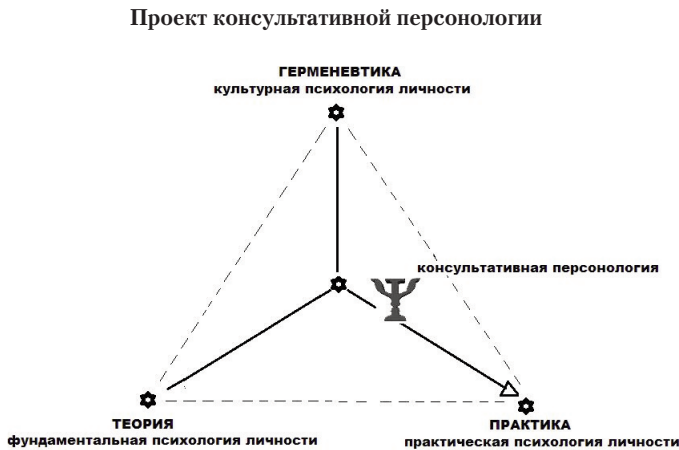 Проект консультативной персонологии
ГЕРМЕНЕВТИКА
культурная психология личности
консультативная персонология
ТЕОРИЯ
фундаментальная психология личности
ПРАКТИКА
практическая психология личности